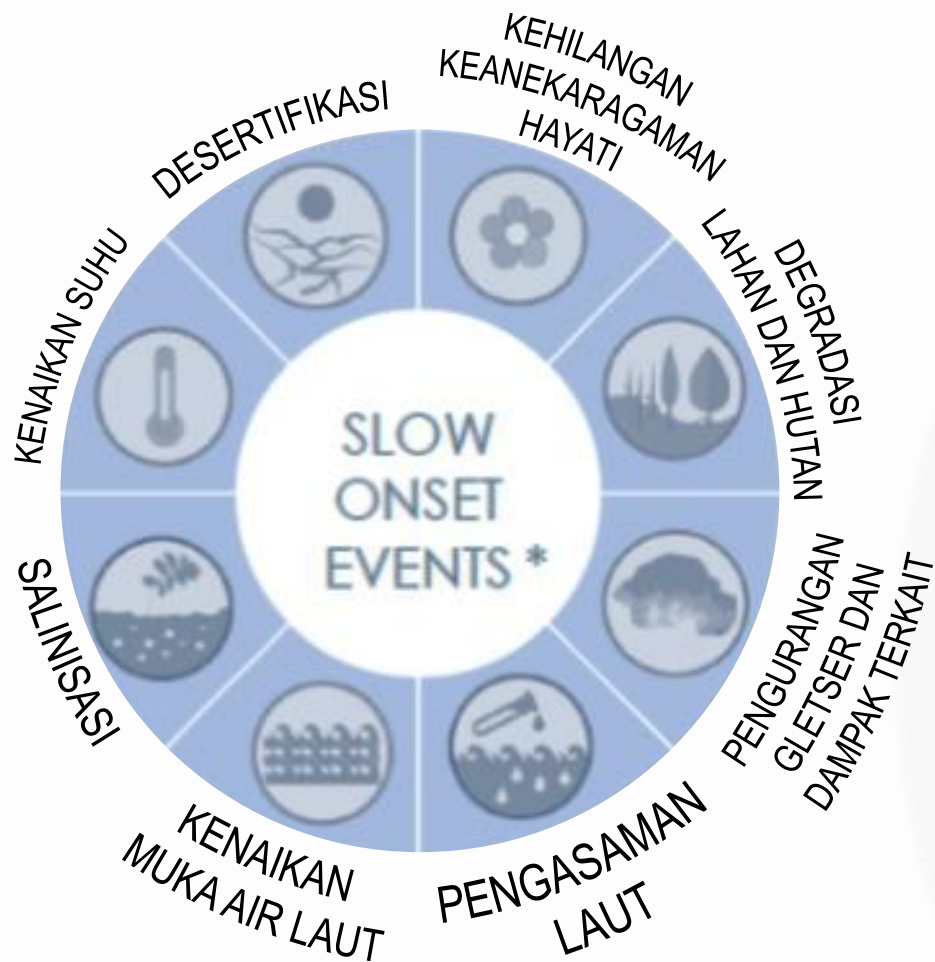 KEHILANGAN
KEANEKARAGAMAN
HAYATI
DEGRADASI
LAHAN DAN HUTAN
PENGURANGAN
GLETSER DAN
DAMPAK TERKAIT
PENGASAMAN
LAUT
KENAIKAN
MUKA AIR LAUT
SALINISASI
KENAIKAN SUHU
DESERTIFIKASI
SLOW
ONSET
EVENTS *